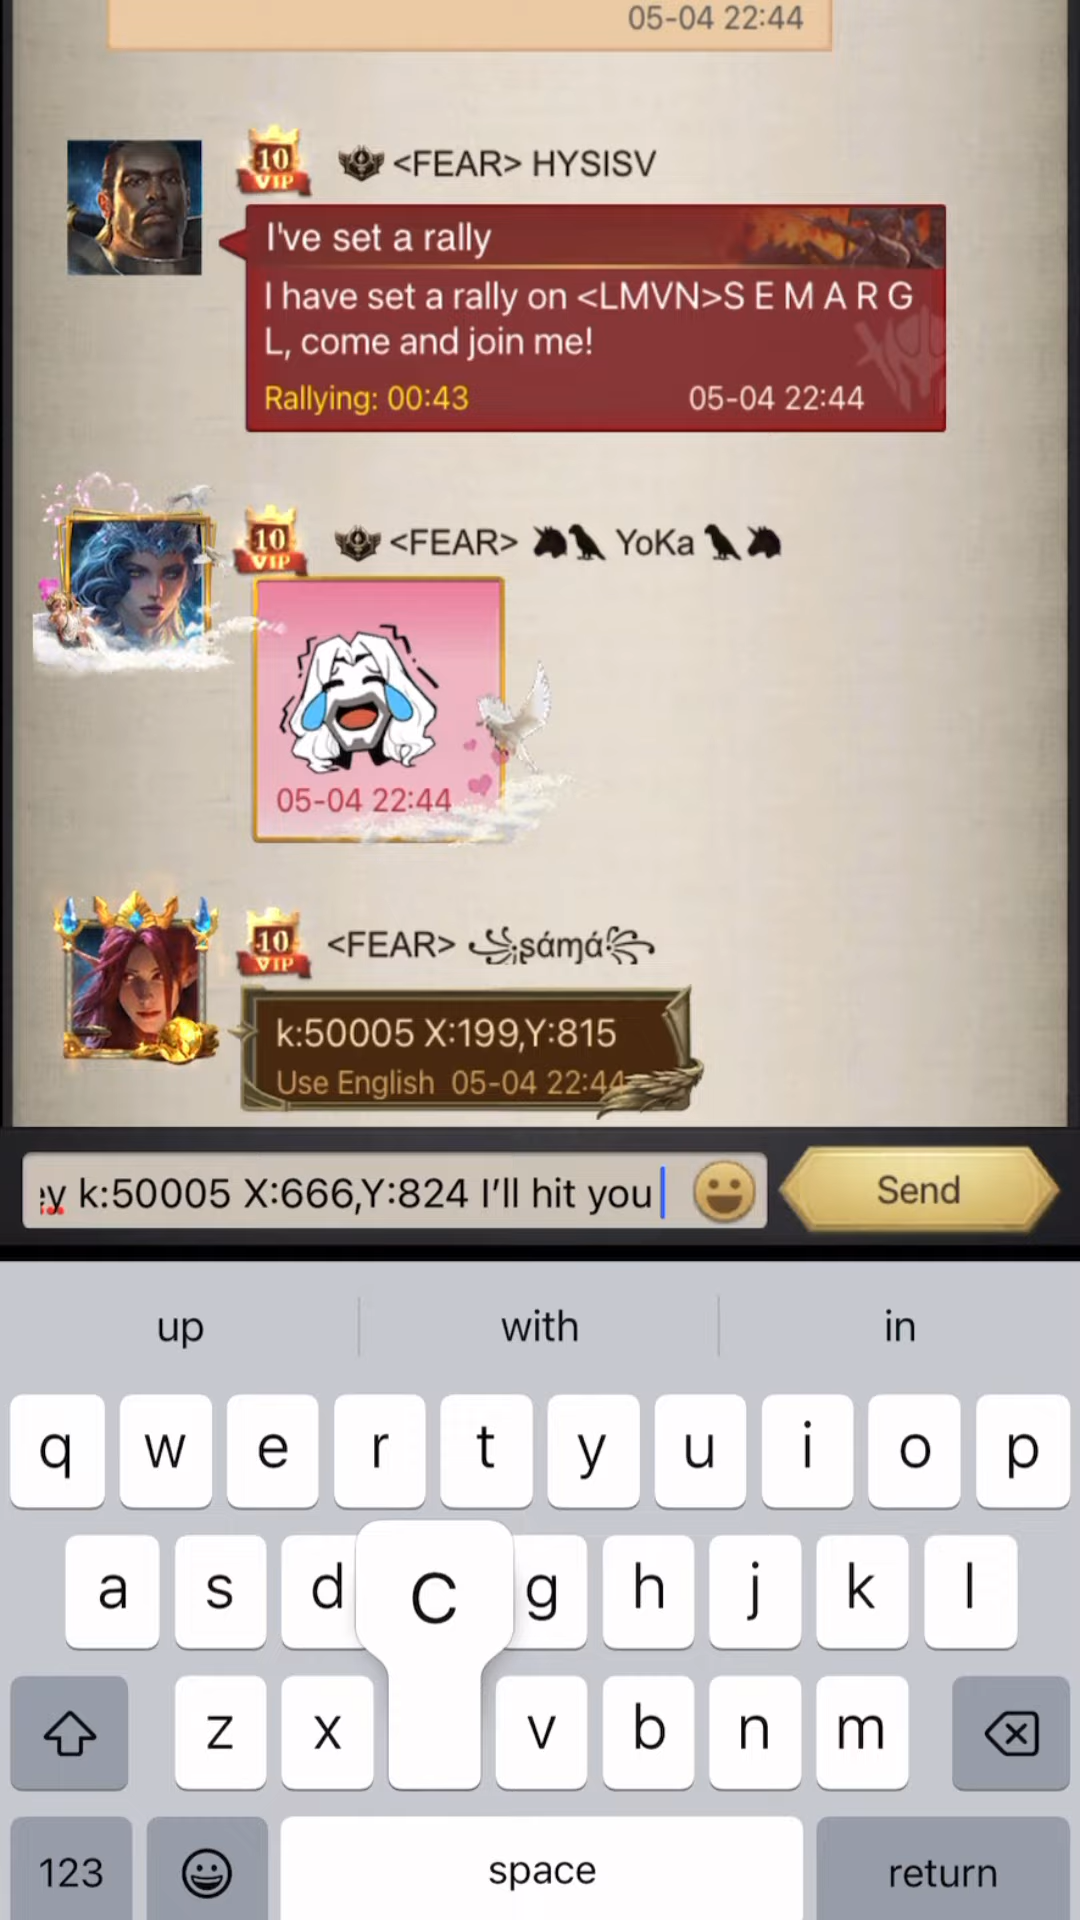 05-04 22:44
10 VIP <FEAR> HYSISV
I've set a rally
I have set a rally on <LMVN>S E M A R G
L, come and join me!
Rallying: 00:43 05-04 22:44
10 VIP <FEAR> YoKa
05-04 22:44
10 VIP <FEAR>
k:50005 X:199,Y:815
Use English 05-04 22:44
ey k:50005 X:666,Y:824 I’ll hit you
Send
up with in
q w e r t y u i o p
a s d C g h j k l
z x v b n m
123 space return